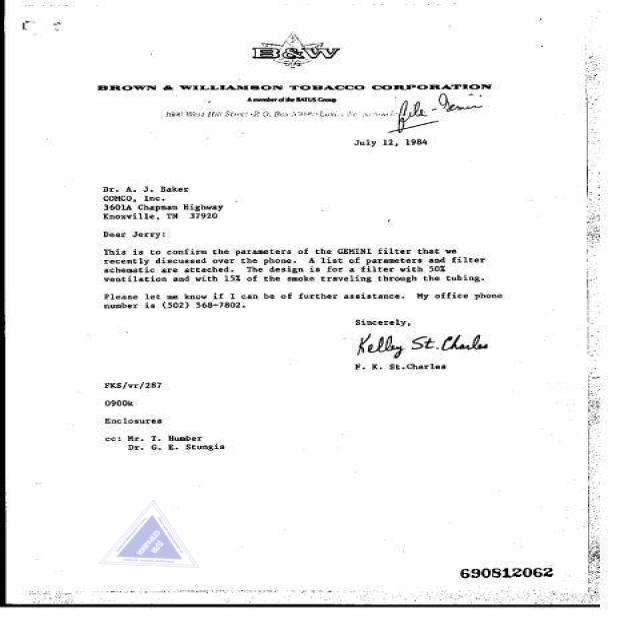 B&W
BROWN & WILLIAMSON TOBACCO CORPORATION
A member of the BATUS Group
1600 West Hill Street
file - Gemini
July 12, 1984
Dr. A. J. Baker
COMCO, Inc.
3601A Chapman Highway
Knoxville, TN 37920
Dear Jerry:
This is to confirm the parameters of the GEMINI filter that we
recently discussed over the phone. A list of parameters and filter
schematic are attached. The design is for a filter with 50%
ventilation and with 15% of the smoke traveling through the tubing.
Please let me know if I can be of further assistance. My office phone
number is (502) 568-7802.
Sincerely,
Kelley St. Charles
F. K. St.Charles
FKS/vr/287
0900k
Enclosures
cc: Mr. T. Humber
Dr. G. E. Stungis
690812062